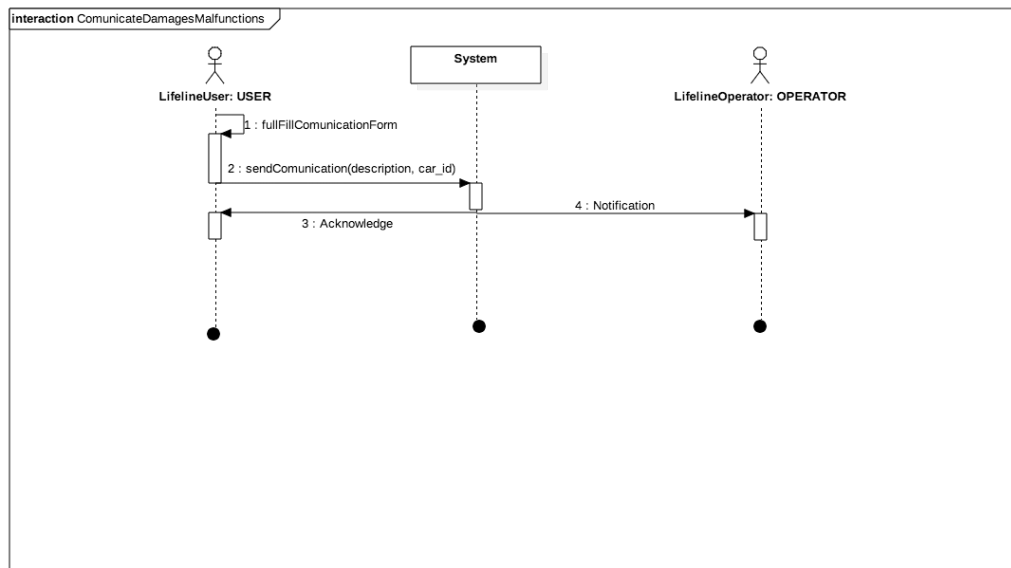 interaction ComunicateDamagesMalfunctions
System
LifelineUser: USER
LifelineOperator: OPERATOR
1 : fullFillComunicationForm
2 : sendComunication(description, car_id)
4 : Notification
3 : Acknowledge